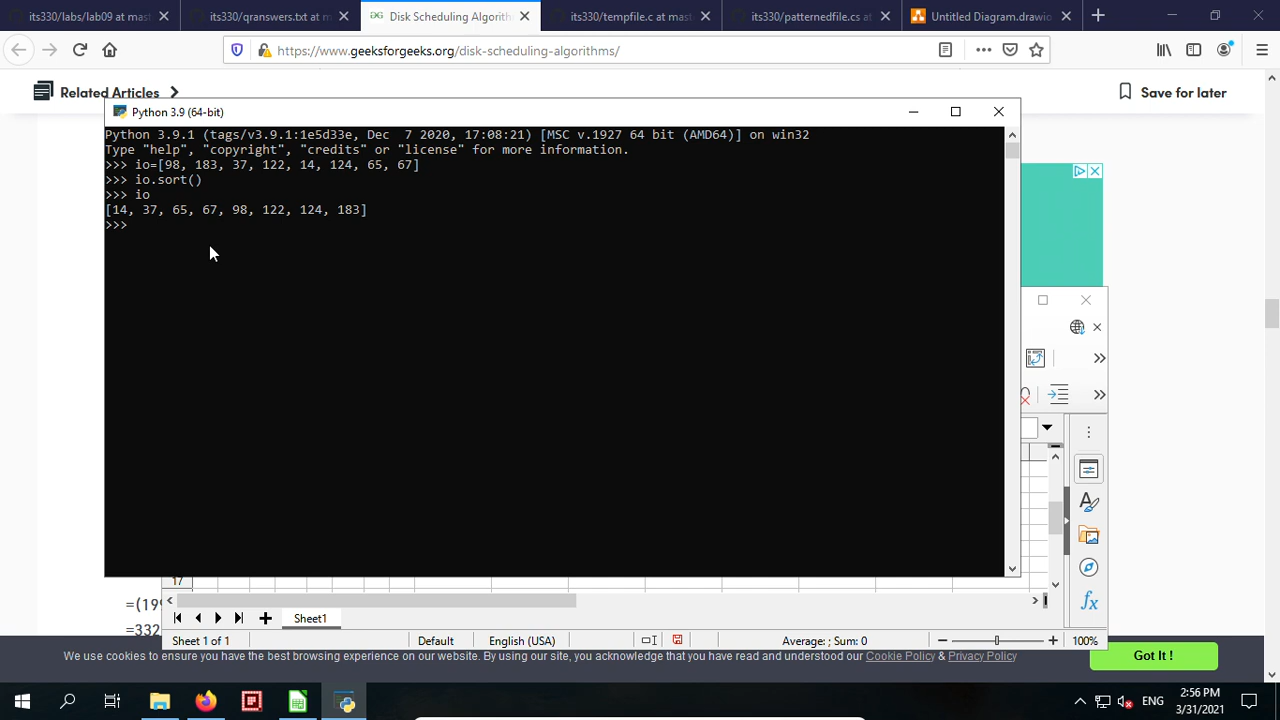 its330/labs/lab09 at mast
its330/qranswers.txt at m
Disk Scheduling Algorith
its330/tempfile.c at mast
its330/patternedfile.cs at
Untitled Diagram.drawio
https://www.geeksforgeeks.org/disk-scheduling-algorithms/
Related Articles
Save for later
Python 3.9 (64-bit)
Python 3.9.1 (tags/v3.9.1:1e5d33e, Dec 7 2020, 17:08:21) [MSC v.1927 64 bit (AMD64)] on win32
Type "help", "copyright", "credits" or "license" for more information.
>>> io=[98, 183, 37, 122, 14, 124, 65, 67]
>>> io.sort()
>>> io
[14, 37, 65, 67, 98, 122, 124, 183]
>>>
17
=(199
Sheet1
=332
Sheet 1 of 1
Default
English (USA)
Average: ; Sum: 0
100%
We use cookies to ensure you have the best browsing experience on our website. By using our site, you acknowledge that you have read and understood our Cookie Policy & Privacy Policy
Got It !
ENG
2:56 PM
3/31/2021